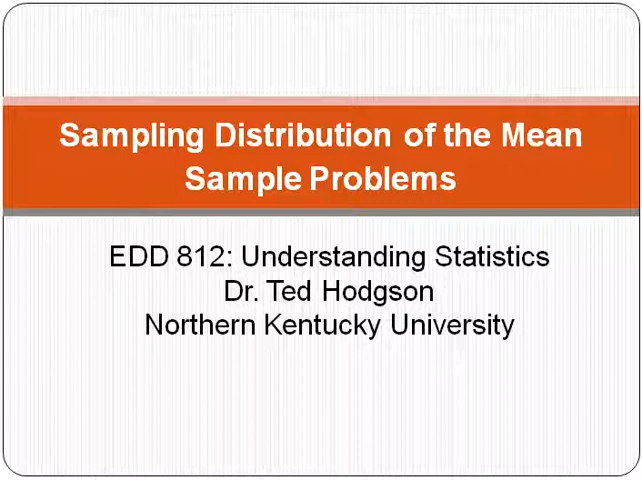 Sampling Distribution of the Mean
Sample Problems
EDD 812: Understanding Statistics
Dr. Ted Hodgson
Northern Kentucky University